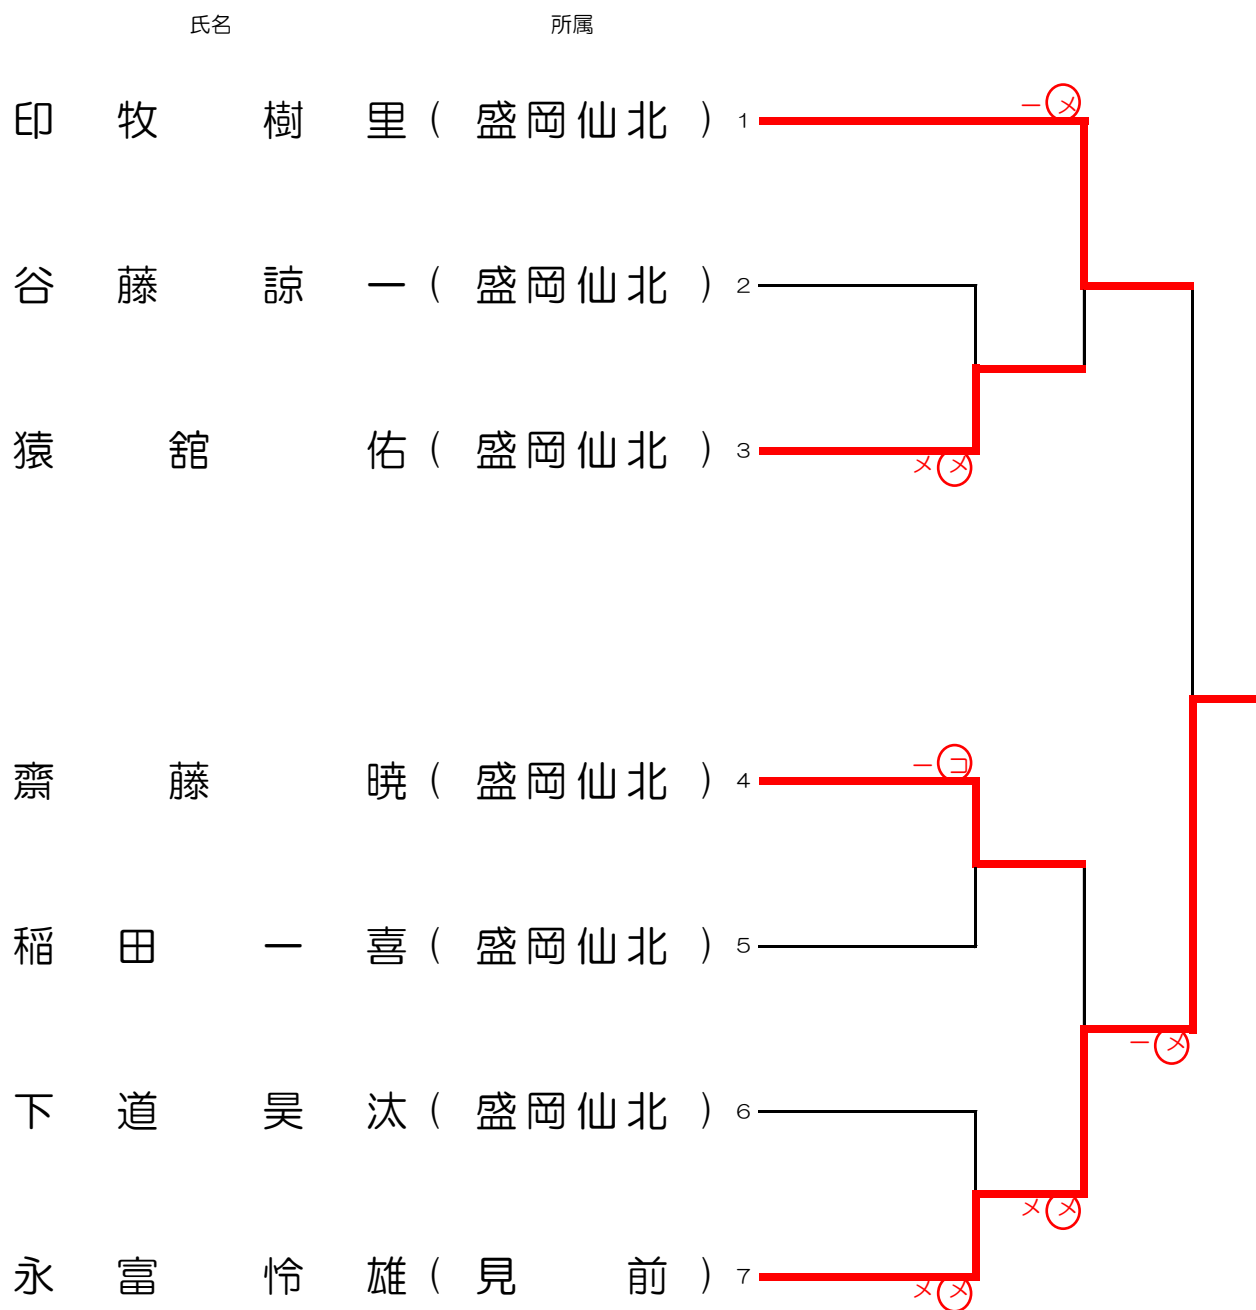 氏名 所属
一 メ
印牧 樹里 ( 盛岡仙北 ) 1
谷藤 諒一 ( 盛岡仙北 ) 2
猿舘 佑 ( 盛岡仙北 ) 3
メ メ
一 コ
齋藤 暁 ( 盛岡仙北 ) 4
稲田 一喜 ( 盛岡仙北 ) 5
一 メ
下道 昊汰 ( 盛岡仙北 ) 6
メ メ
永富 怜雄 ( 見前 ) 7
メ メ